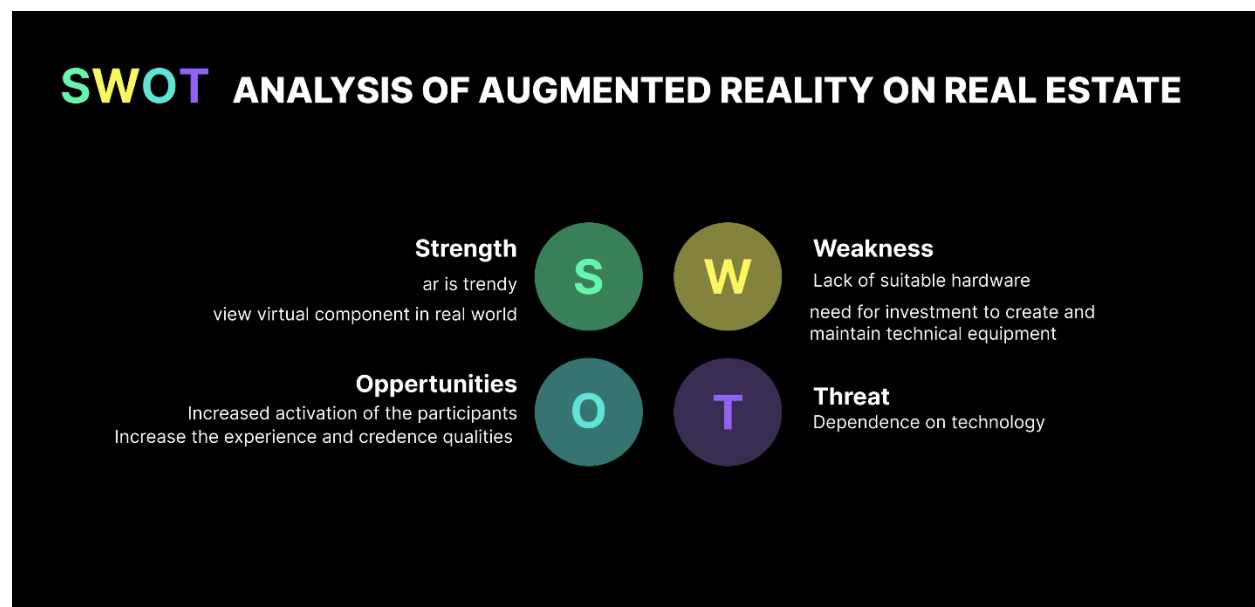 SWOT ANALYSIS OF AUGMENTED REALITY ON REAL ESTATE
Strength
ar is trendy
view virtual component in real world
S
W
Weakness
Lack of suitable hardware
need for investment to create and
maintain technical equipment
Oppertunities
Increased activation of the participants
Increase the experience and credence qualities
O
T
Threat
Dependence on technology